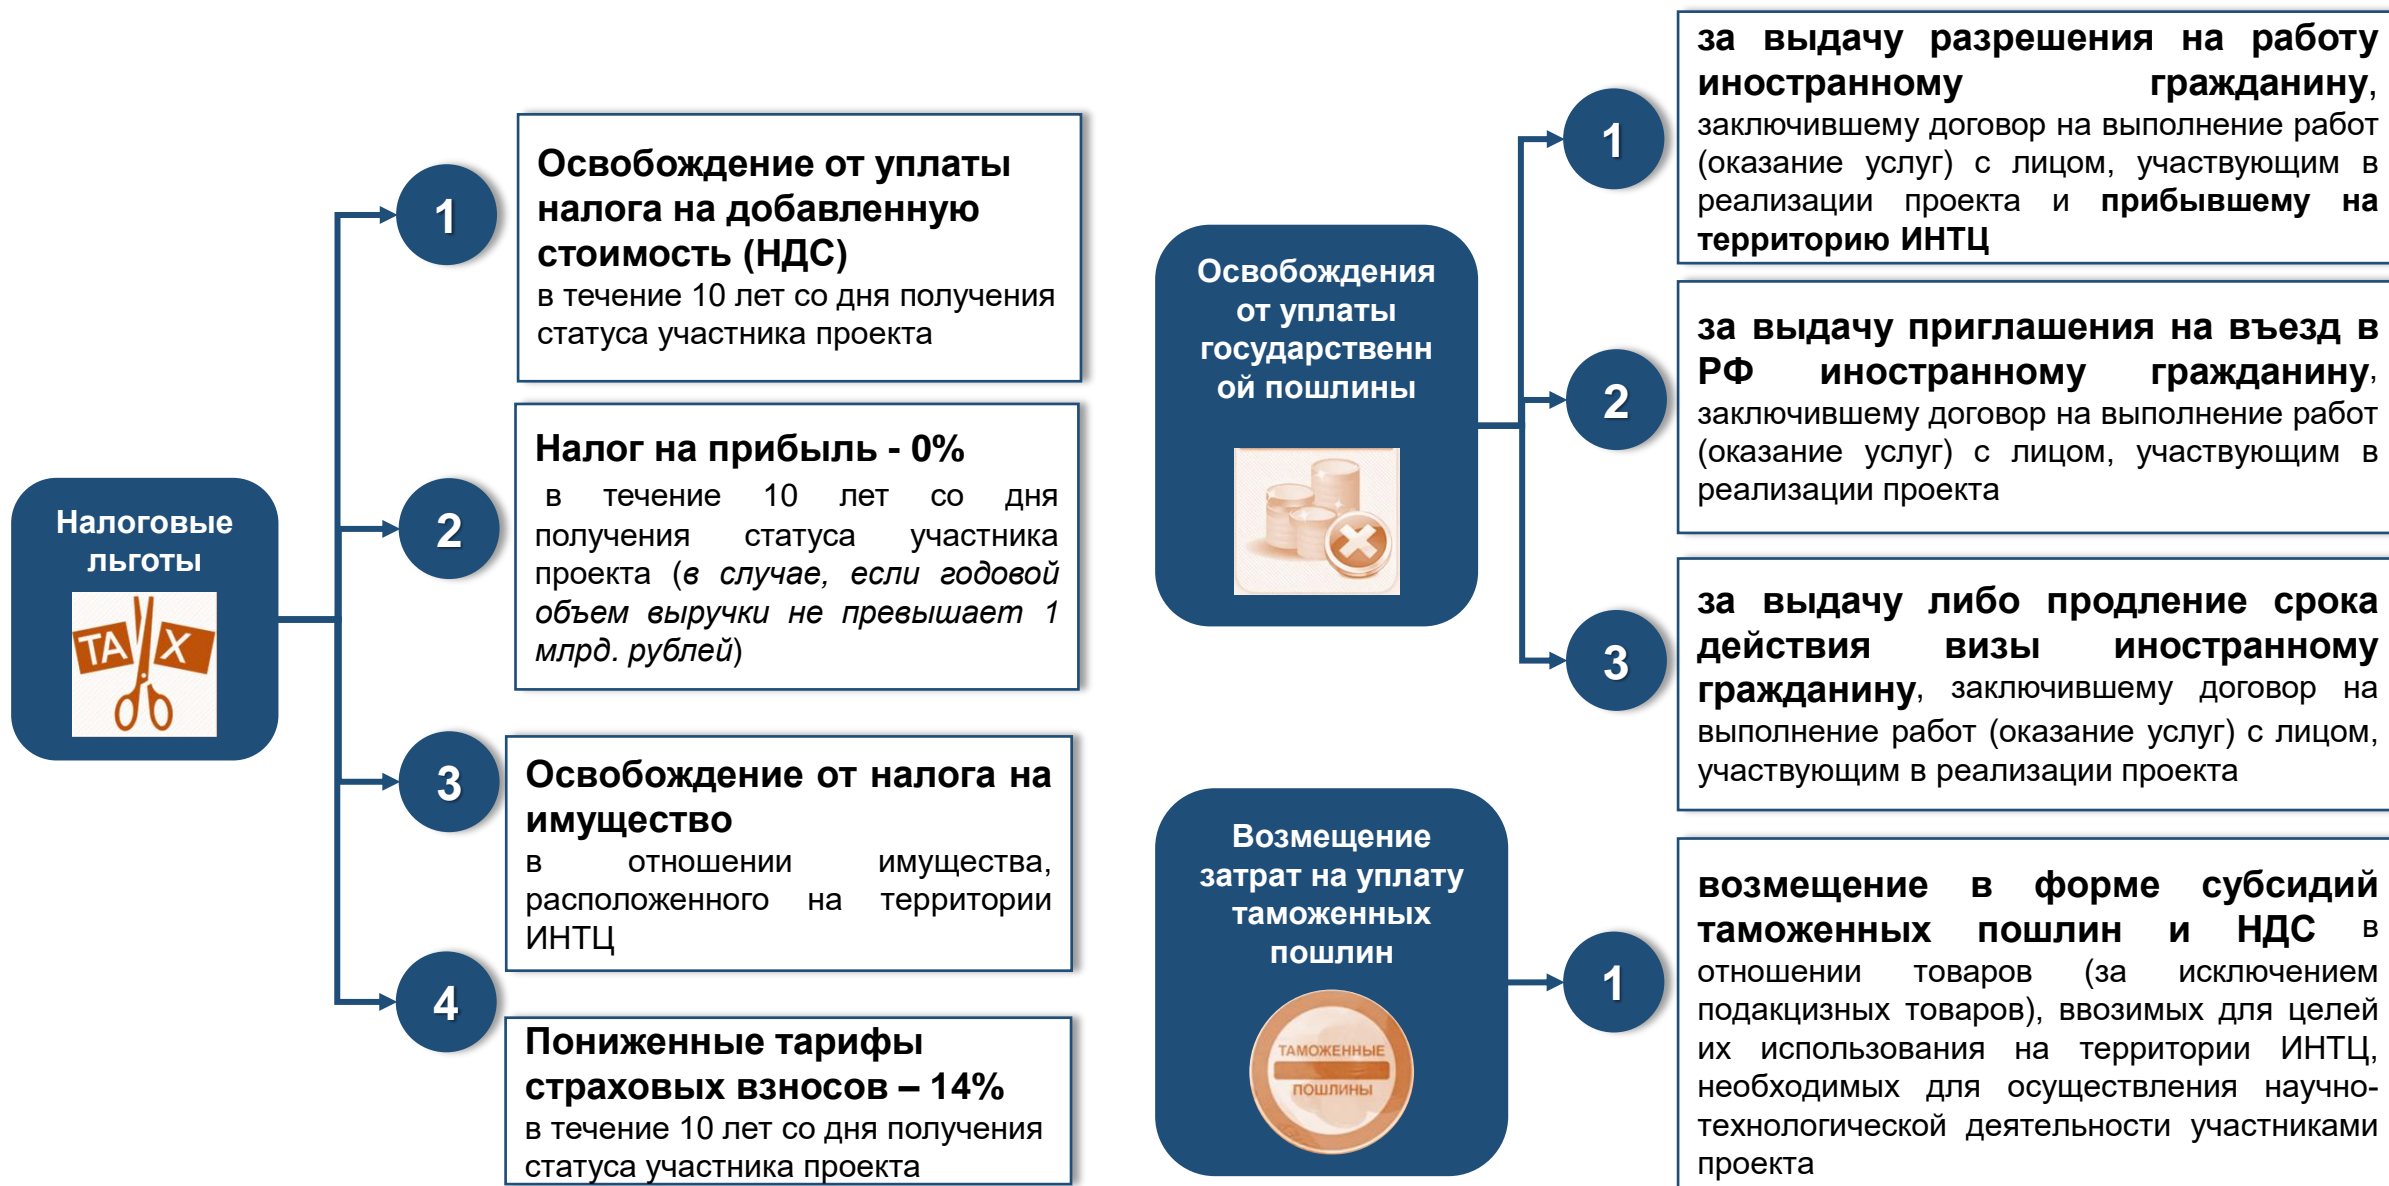 Налоговые
льготы
TAX
1
Освобождение от уплаты
налога на добавленную
стоимость (НДС)
в течение 10 лет со дня получения
статуса участника проекта
2
Налог на прибыль - 0%
в течение 10 лет со дня
получения статуса участника
проекта (в случае, если годовой
объем выручки не превышает 1
млрд. рублей)
3
Освобождение от налога на
имущество
в отношении имущества,
расположенного на территории
ИНТЦ
4
Пониженные тарифы
страховых взносов – 14%
в течение 10 лет со дня получения
статуса участника проекта
Освобождения
от уплаты
государственн
ой пошлины
1
за выдачу разрешения на работу
иностранному гражданину,
заключившему договор на выполнение работ
(оказание услуг) с лицом, участвующим в
реализации проекта и прибывшему на
территорию ИНТЦ
2
за выдачу приглашения на въезд в
РФ иностранному гражданину,
заключившему договор на выполнение работ
(оказание услуг) с лицом, участвующим в
реализации проекта
3
за выдачу либо продление срока
действия визы иностранному
гражданину, заключившему договор на
выполнение работ (оказание услуг) с лицом,
участвующим в реализации проекта
Возмещение
затрат на уплату
таможенных
пошлин
ТАМОЖЕННЫЕ
ПОШЛИНЫ
1
возмещение в форме субсидий
таможенных пошлин и НДС в
отношении товаров (за исключением
подакцизных товаров), ввозимых для целей
их использования на территории ИНТЦ,
необходимых для осуществления научно-
технологической деятельности участниками
проекта